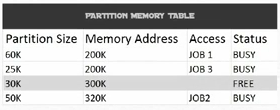 PARTITION MEMORY TABLE
Partition Size Memory Address Access Status
60K 200K JOB 1 BUSY
25K 200K JOB 3 BUSY
30K 300K FREE
50K 320K JOB2 BUSY